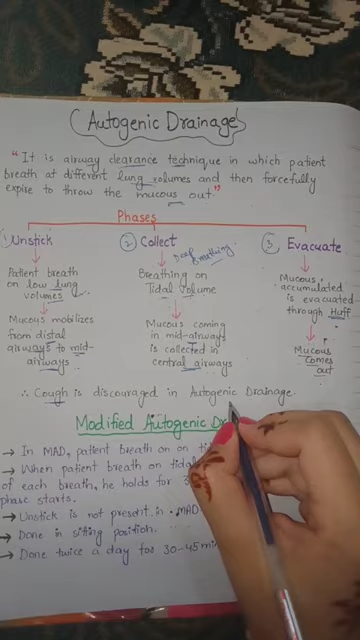 Autogenic Drainage
" It is airway clearance technique in which patient
breath at different lung volumes and then forcefully
expire to throw the mucous out."
Phases
1 Unstick
Patient breath
on low lung
volumes
Mucous mobilizes
from distal
airways to mid-
airways
2 Collect
Deep Breathing
Breathing on
Tidal volume
Mucous coming
in mid-airways
is collected in
central airways
3 Evacuate
Mucous
accumulated
is evacuated
through Huff
Mucous
comes
out
∴ Cough is discouraged in Autogenic Drainage
Modified Autogenic Dr
→ In MAD, patient breath on
→ When patient breath on tidal
of each breath, he holds for
phase starts.
→ Unstick is not present in MAD
→ Done in sitting position.
→ Done twice a day for 30-45 min